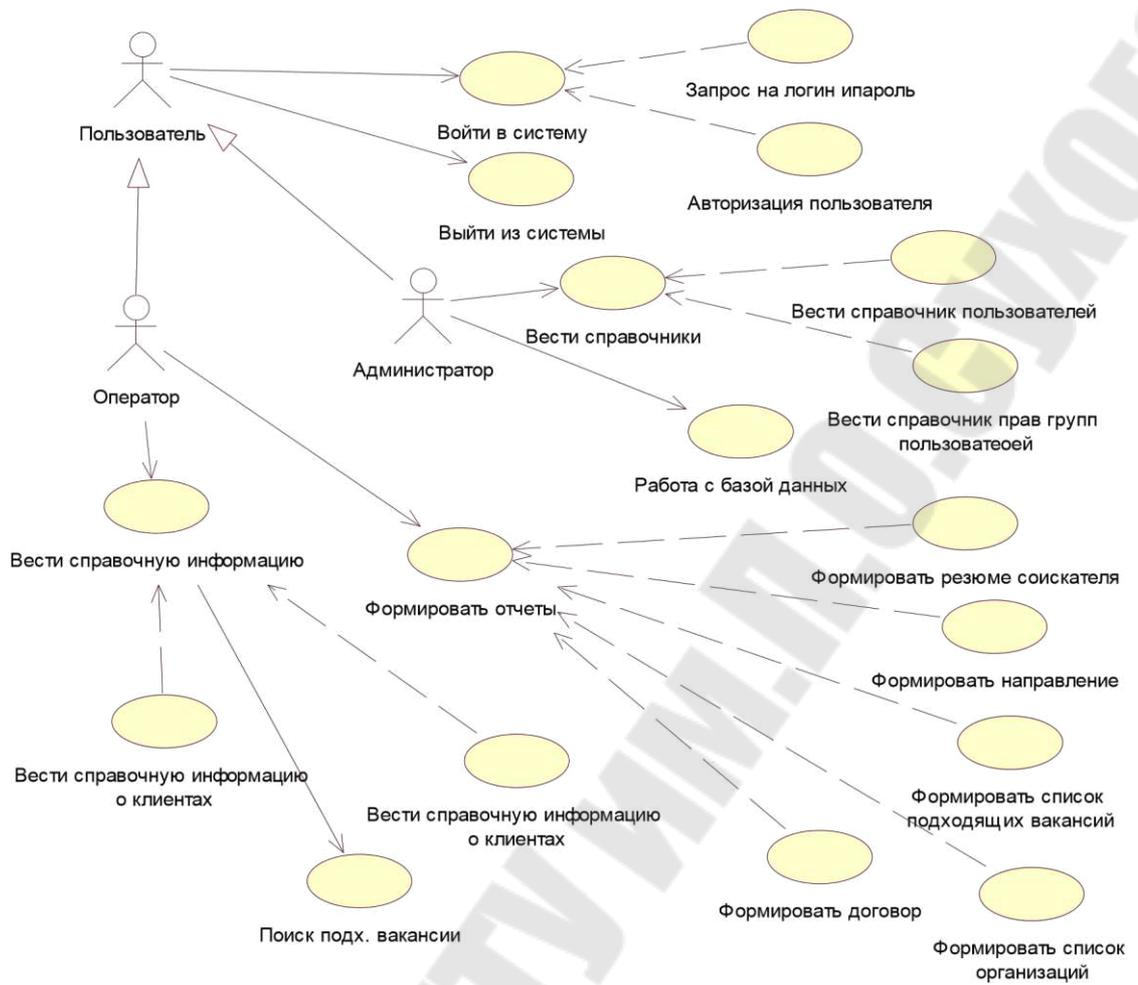 Запрос на логин ипароль
Пользователь
Войти в систему
Авторизация пользователя
Выйти из системы
Вести справочник пользователей
Вести справочники
Администратор
Оператор
Вести справочник прав групп
пользоватеоей
Работа с базой данных
Вести справочную информацию
Формировать отчеты
Формировать резюме соискателя
Формировать направление
Вести справочную информацию
о клиентах
Вести справочную информацию
о клиентах
Формировать список
подходящих вакансий
Поиск подх. вакансии
Формировать договор
Формировать список
организаций
ТУ ИМ.П.О.Сухог